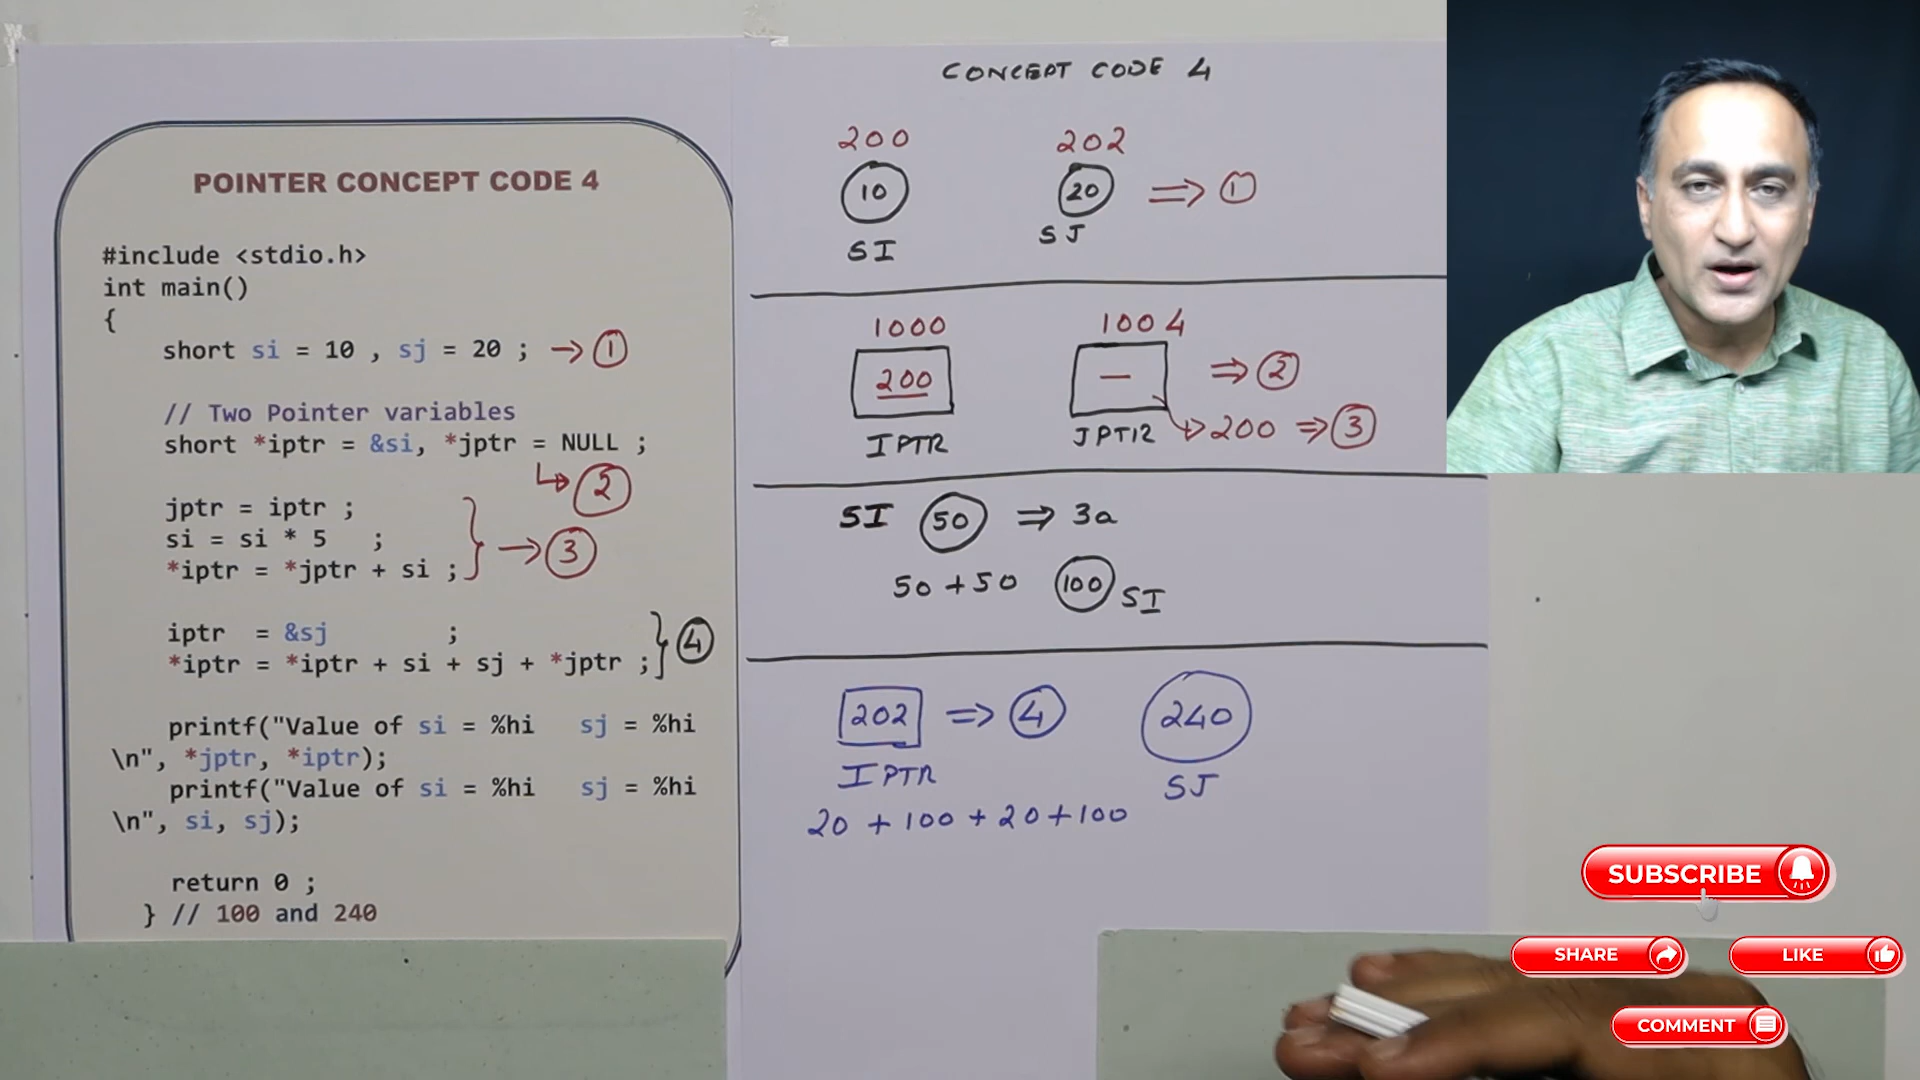 POINTER CONCEPT CODE 4
#include <stdio.h>
int main()
{
short si = 10 , sj = 20 ; → 1
// Two Pointer variables
short *iptr = &si, *jptr = NULL ;
↳ 2
jptr = iptr ;
si = si * 5 ;
} → 3
*iptr = *jptr + si ;
iptr = &sj ;
} 4
*iptr = *iptr + si + sj + *jptr ;
printf("Value of si = %hi sj = %hi
\n", *jptr, *iptr);
printf("Value of si = %hi sj = %hi
\n", si, sj);
return 0 ;
} // 100 and 240
CONCEPT CODE 4
200 202
10 20 ⇒ 1
SI SJ
1000 1004
200 — ⇒ 2
IPTR JPTR → 200 ⇒ 3
SI 50 ⇒ 3a
50 + 50 100 SI
202 ⇒ 4 240
IPTR SJ
20 + 100 + 20 + 100
SUBSCRIBE
SHARE LIKE
COMMENT